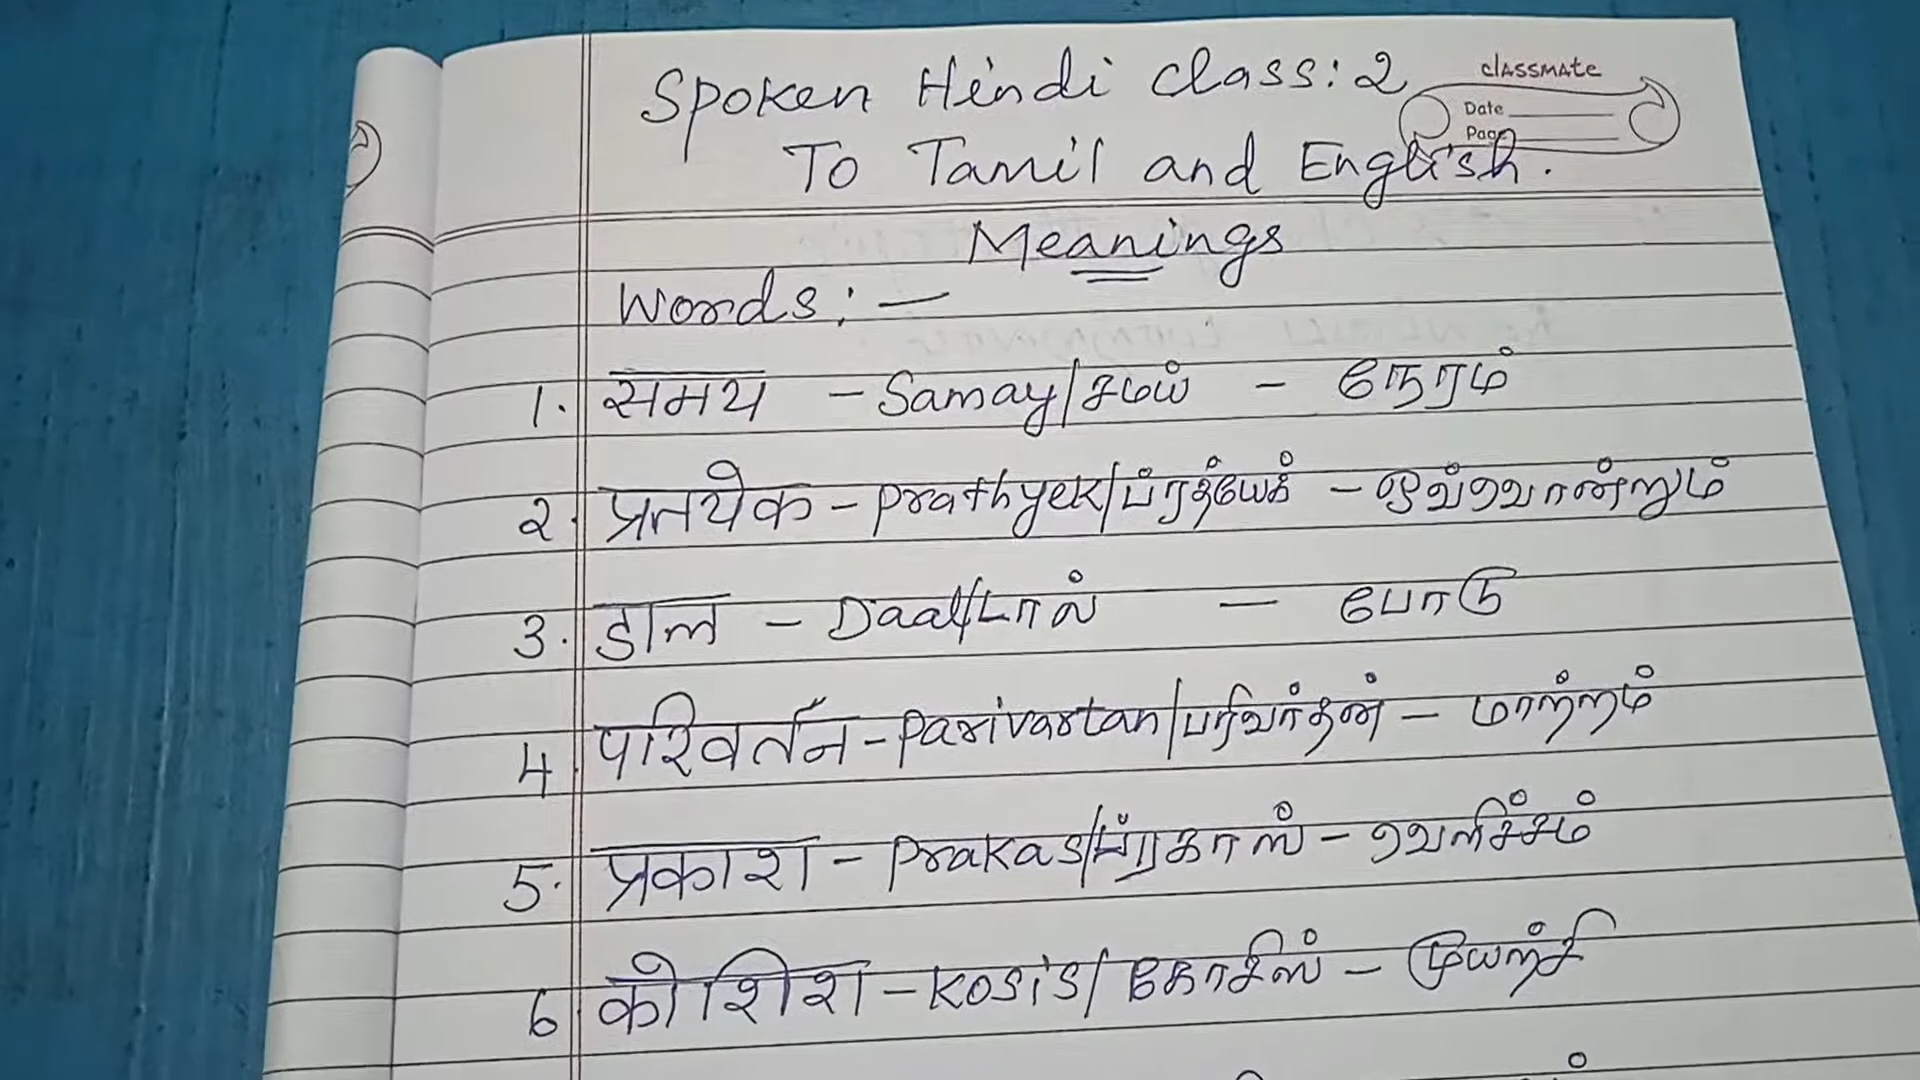 Spoken Hindi Class: 2
classmate
Date
Page
To Tamil and English.
Meanings
Words: —
1. समय - Samay/சமய் - நேரம்
2. प्रतयेक - Prathyek/ப்ரத்யேக் - ஒவ்வொன்றும்
3. डाल - Daal/டால் — போடு
4 परिवर्तन - Parivartan/பரிவர்தன் - மாற்றம்
5. प्रकाश - Prakas/ப்ரகாஸ் - வெளிச்சம்
6 कोशिश - Kosis/கோசிஸ் - முயற்சி